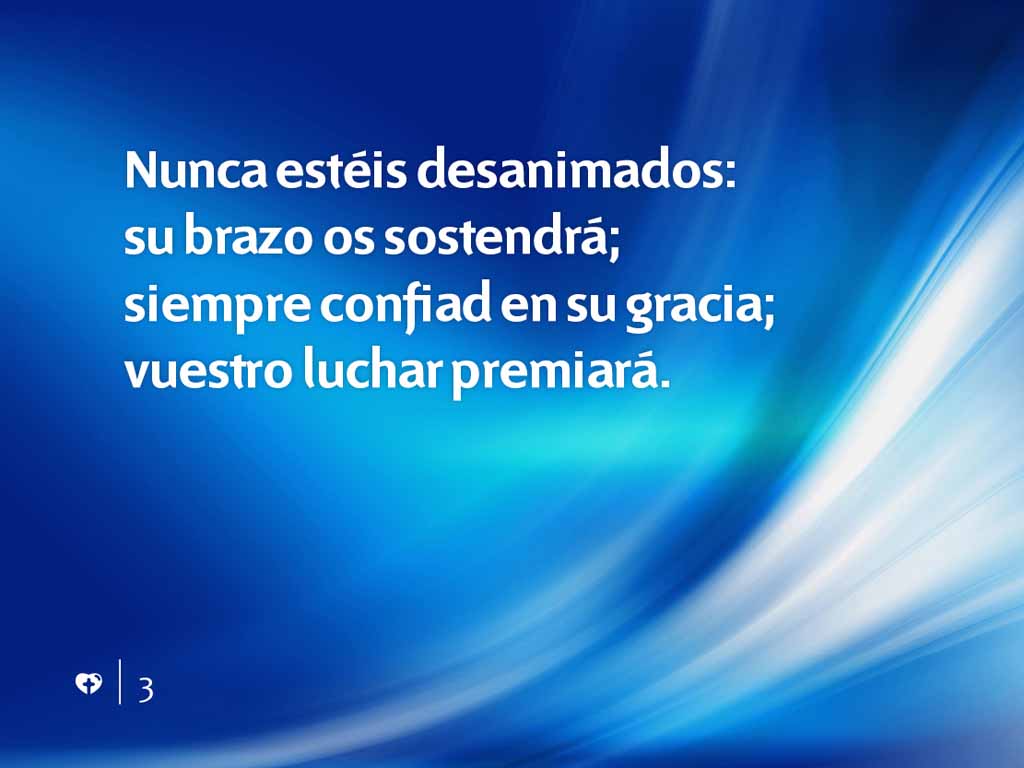 Nunca estéis desanimados:
su brazo os sostendrá;
siempre confiad en su gracia;
vuestro luchar premiará.
3